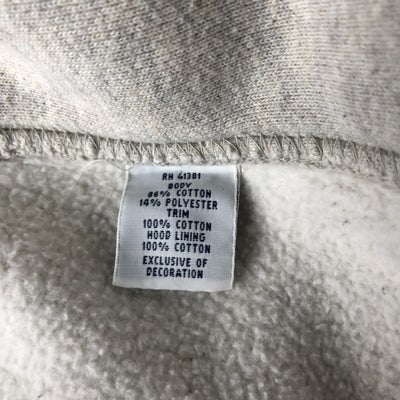 RN 41381
BODY
86% COTTON
14% POLYESTER
TRIM
100% COTTON
HOOD LINING
100% COTTON
EXCLUSIVE OF
DECORATION